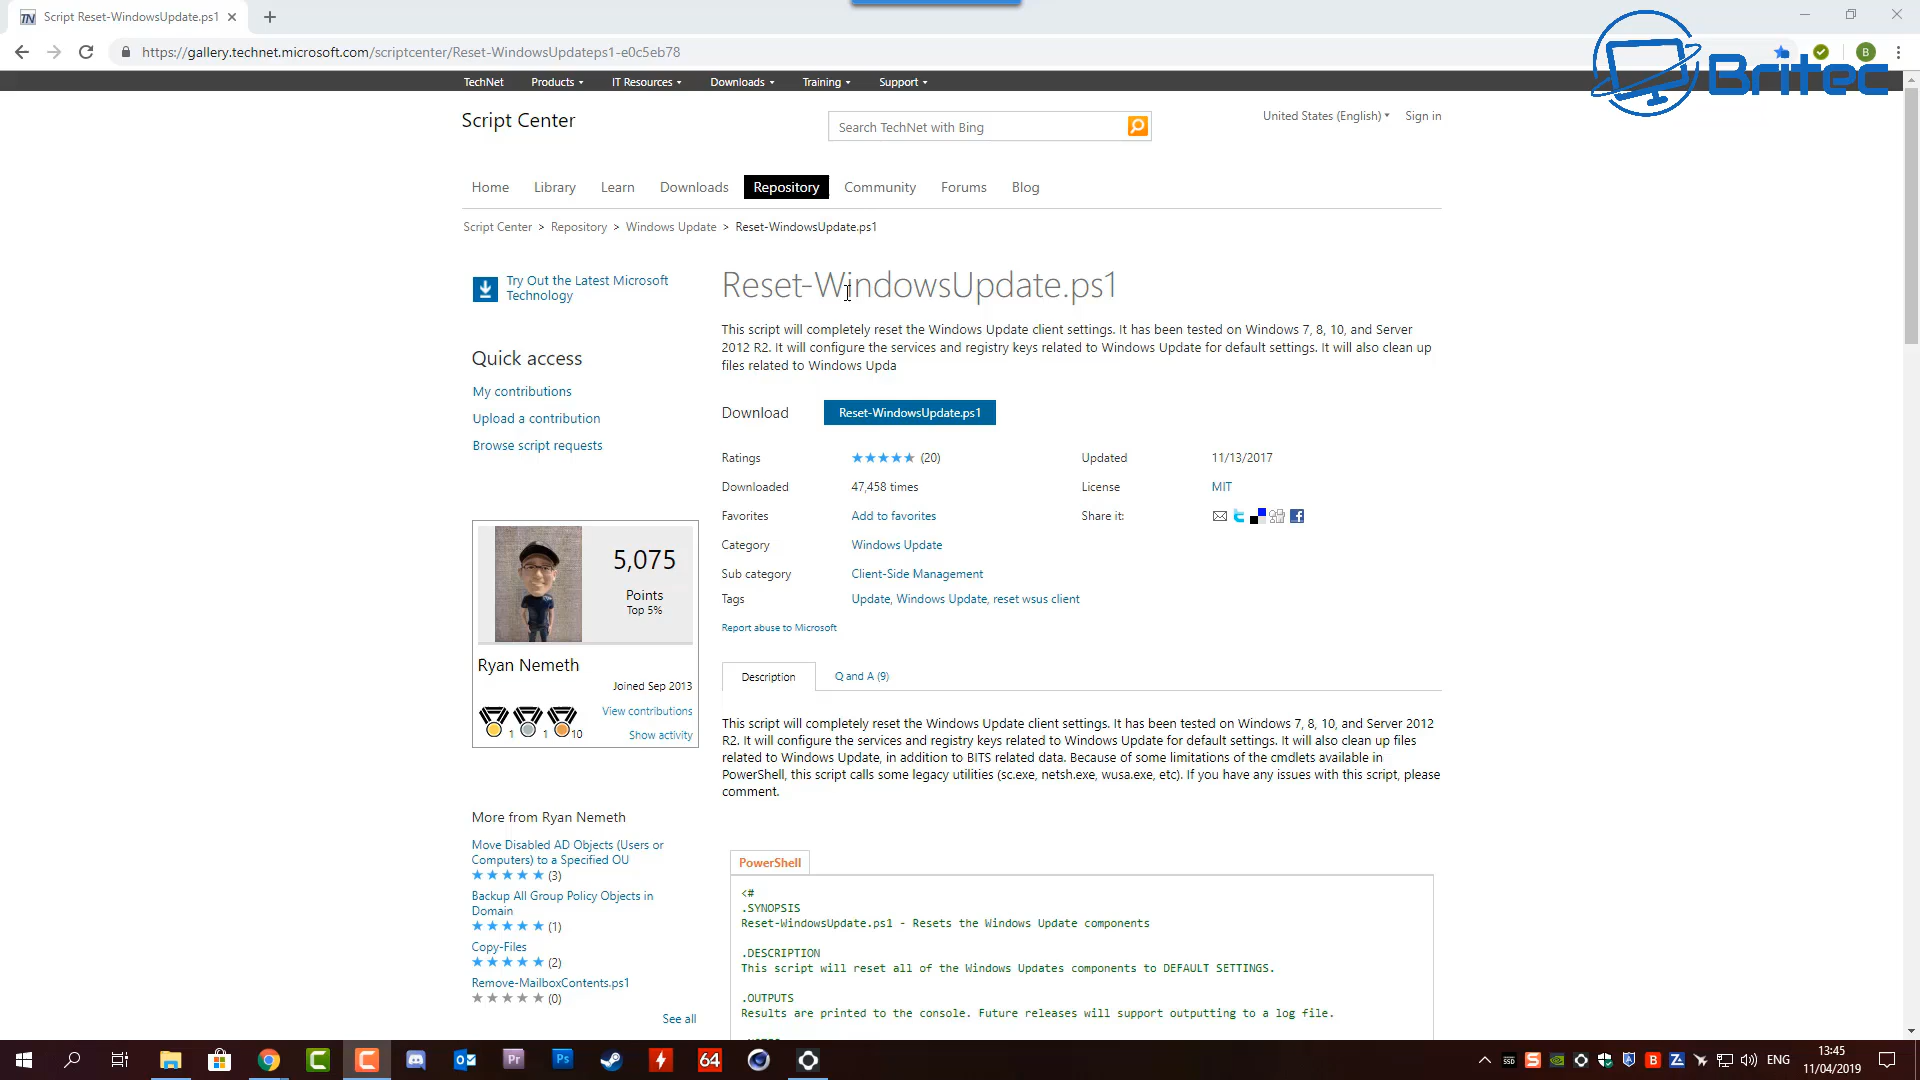 Script Reset-WindowsUpdate.ps1
https://gallery.technet.microsoft.com/scriptcenter/Reset-WindowsUpdateps1-e0c5eb78
B
Britec
TechNet Products IT Resources Downloads Training Support
Script Center
Search TechNet with Bing
United States (English) Sign in
Home Library Learn Downloads Repository Community Forums Blog
Script Center > Repository > Windows Update > Reset-WindowsUpdate.ps1
Try Out the Latest Microsoft
Technology
Quick access
My contributions
Upload a contribution
Browse script requests
5,075
Points
Top 5%
Ryan Nemeth
Joined Sep 2013
View contributions
1 1 10
Show activity
More from Ryan Nemeth
Move Disabled AD Objects (Users or
Computers) to a Specified OU
(3)
Backup All Group Policy Objects in
Domain
(1)
Copy-Files
(2)
Remove-MailboxContents.ps1
(0)
See all
Reset-WindowsUpdate.ps1
This script will completely reset the Windows Update client settings. It has been tested on Windows 7, 8, 10, and Server
2012 R2. It will configure the services and registry keys related to Windows Update for default settings. It will also clean up
files related to Windows Upda
Download Reset-WindowsUpdate.ps1
Ratings (20) Updated 11/13/2017
Downloaded 47,458 times License MIT
Favorites Add to favorites Share it:
Category Windows Update
Sub category Client-Side Management
Tags Update, Windows Update, reset wsus client
Report abuse to Microsoft
Description Q and A (9)
This script will completely reset the Windows Update client settings. It has been tested on Windows 7, 8, 10, and Server 2012
R2. It will configure the services and registry keys related to Windows Update for default settings. It will also clean up files
related to Windows Update, in addition to BITS related data. Because of some limitations of the cmdlets available in
PowerShell, this script calls some legacy utilities (sc.exe, netsh.exe, wusa.exe, etc). If you have any issues with this script, please
comment.
PowerShell
<#
.SYNOPSIS
Reset-WindowsUpdate.ps1 - Resets the Windows Update components
.DESCRIPTION
This script will reset all of the Windows Updates components to DEFAULT SETTINGS.
.OUTPUTS
Results are printed to the console. Future releases will support outputting to a log file.
Pr Ps 64
ENG
13:45
11/04/2019